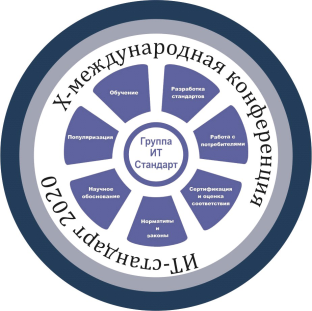 X-международная конференция
ИТ-стандарт 2020
Группа
ИТ
Стандарт
Разработка
стандартов
Работа с
потребителями
Сертификация
и оценка
соответствия
Нормативы
и
законы
Научное
обоснование
Популяризация
Обучение